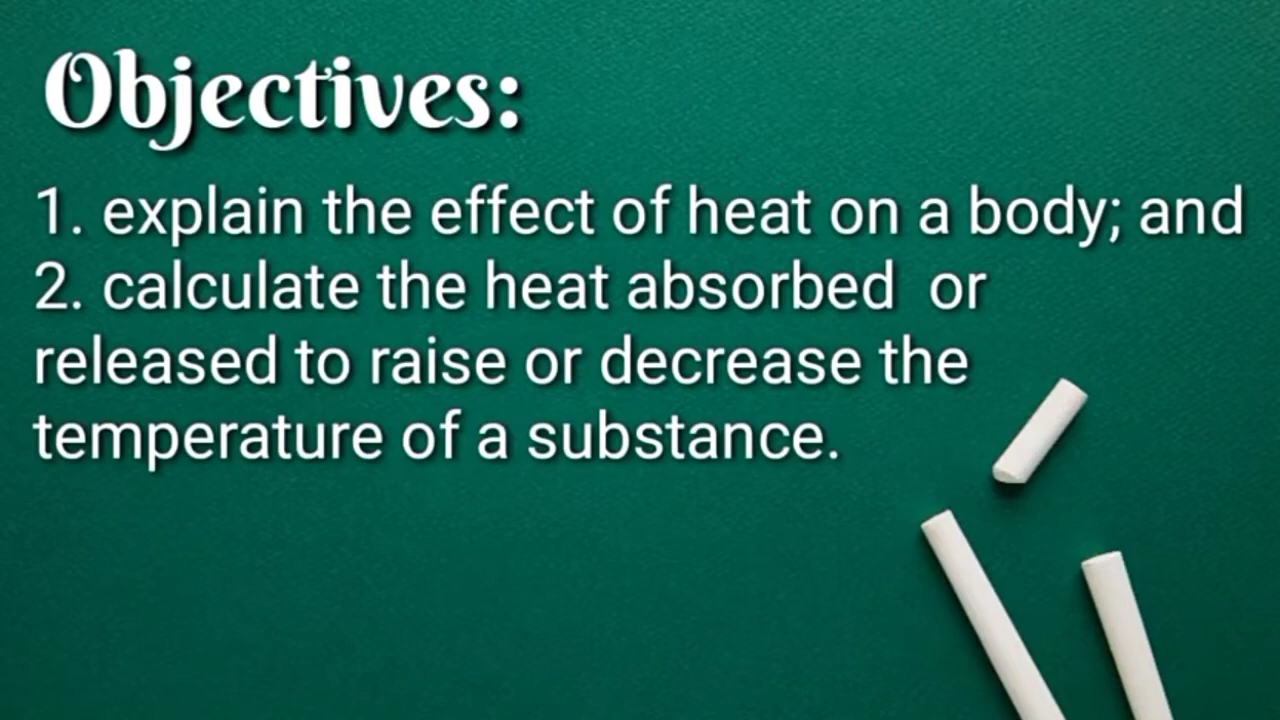 Objectives:
1. explain the effect of heat on a body; and
2. calculate the heat absorbed  or
released to raise or decrease the
temperature of a substance.